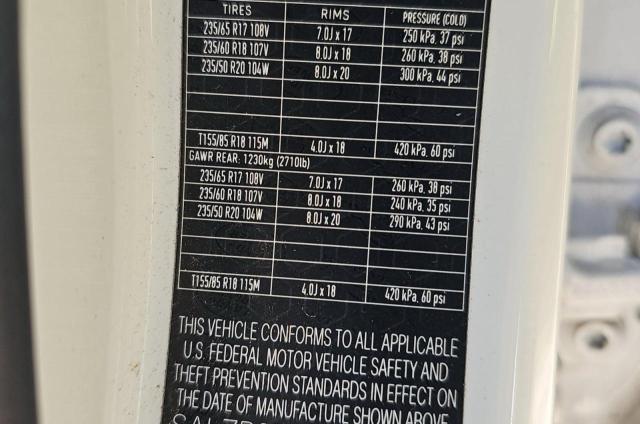 TIRES RIMS PRESSURE (COLD)
235/65 R17 108V 7.0J x 17 250 kPa, 37 psi
235/60 R18 107V 8.0J x 18 260 kPa, 38 psi
235/50 R20 104W 8.0J x 20 300 kPa, 44 psi
T155/85 R18 115M 4.0J x 18 420 kPa, 60 psi
GAWR REAR: 1230kg (2710lb)
235/65 R17 108V 7.0J x 17 260 kPa, 38 psi
235/60 R18 107V 8.0J x 18 240 kPa, 35 psi
235/50 R20 104W 8.0J x 20 290 kPa, 43 psi
T155/85 R18 115M 4.0J x 18 420 kPa, 60 psi
THIS VEHICLE CONFORMS TO ALL APPLICABLE
U.S. FEDERAL MOTOR VEHICLE SAFETY AND
THEFT PREVENTION STANDARDS IN EFFECT ON
THE DATE OF MANUFACTURE SHOWN ABOVE